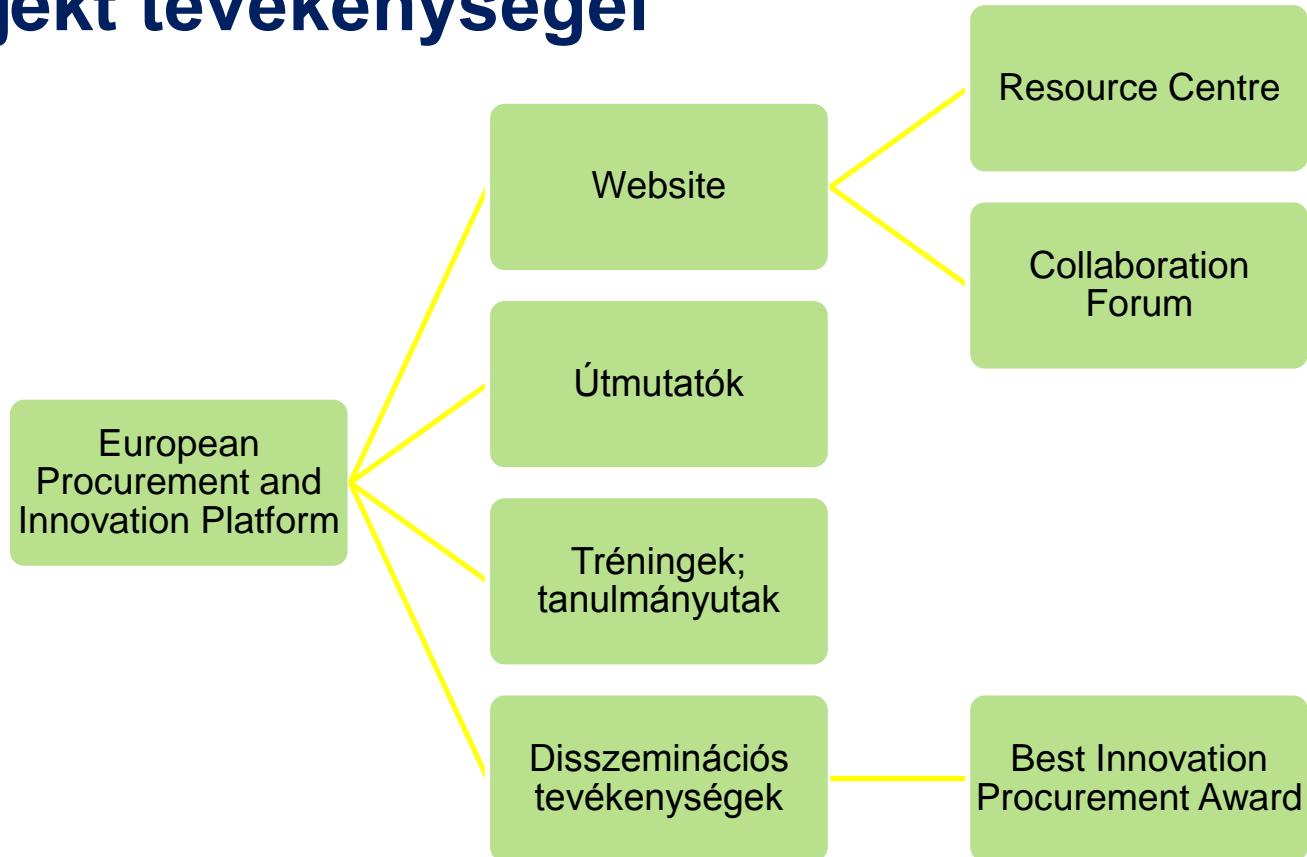 tevékenységei
Resource Centre
Website
Collaboration
Forum
Útmutatók
European
Procurement and
Innovation Platform
Tréningek;
tanulmányutak
Disszeminációs
tevékenységek
Best Innovation
Procurement Award